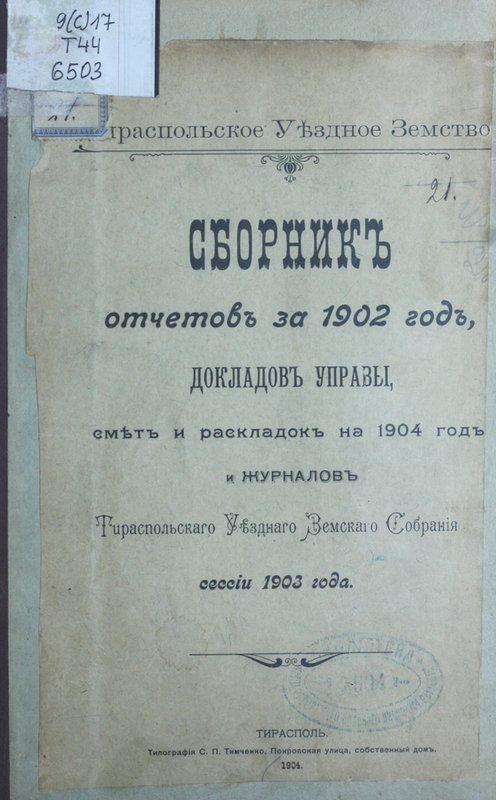 9(с)17
Т44
6503
21.
Тираспольское Уѣздное Земство
21.
СБОРНИКЪ
отчетовъ за 1902 годъ,
ДОКЛАДОВЪ УПРАВЫ,
смѣтъ и раскладокъ на 1904 годъ
и ЖУРНАЛОВЪ
Тираспольскаго Уѣзднаго Земскаго Собранія
сессіи 1903 года.
ТИРАСПОЛЬ.
Типографія С. П. Тимченко, Покровская улица, собственный домъ.
1904.